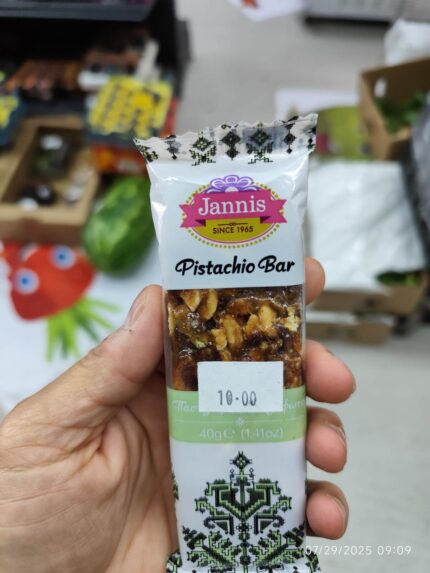 Jannis
SINCE 1965
Pistachio Bar
10.00
40g℮ (1.41oz)
07/29/2025 09:09